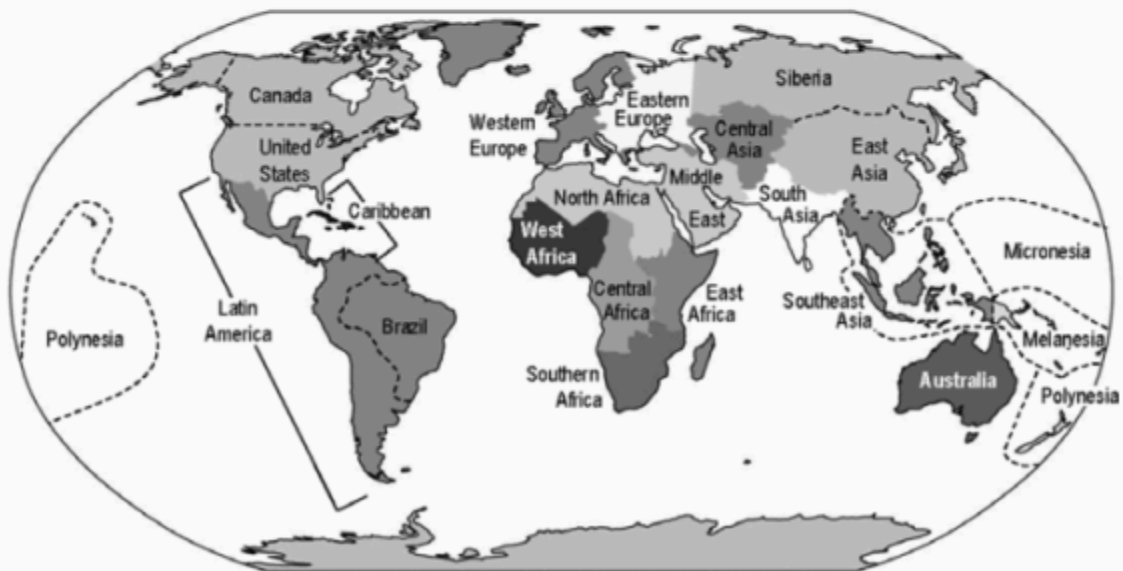 Canada
United
States
Caribbean
Latin
America
Brazil
Polynesia
Western
Europe
Eastern
Europe
Siberia
Central
Asia
East
Asia
Middle
East
South
Asia
North Africa
West
Africa
Central
Africa
East
Africa
Southern
Africa
Southeast
Asia
Micronesia
Melanesia
Australia
Polynesia